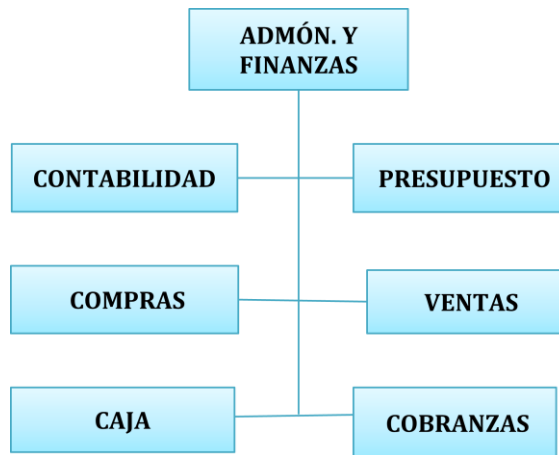 ADMÓN. Y
FINANZAS
CONTABILIDAD
PRESUPUESTO
COMPRAS
VENTAS
CAJA
COBRANZAS